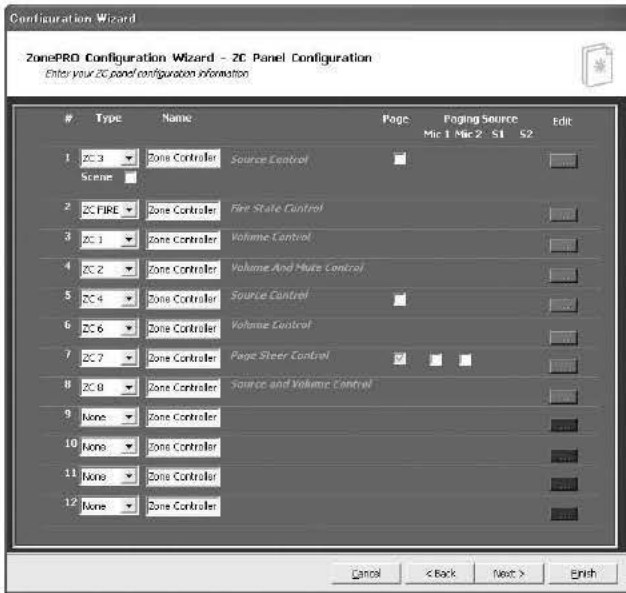 Configuration Wizard
ZonePRO Configuration Wizard - ZC Panel Configuration
Enter your ZC panel configuration information
# Type Name Page Paging Source Edit
Mic 1 Mic 2 S1 S2
1 ZC 3 Zone Controller Source Control ...
Scene
2 ZC FIRE Zone Controller Fire State Control ...
3 ZC 1 Zone Controller Volume Control ...
4 ZC 2 Zone Controller Volume And Mute Control ...
5 ZC 4 Zone Controller Source Control ...
6 ZC 6 Zone Controller Volume Control ...
7 ZC 7 Zone Controller Page Steer Control ...
8 ZC 8 Zone Controller Source and Volume Control ...
9 None Zone Controller ...
10 None Zone Controller ...
11 None Zone Controller ...
12 None Zone Controller ...
Cancel < Back Next > Finish